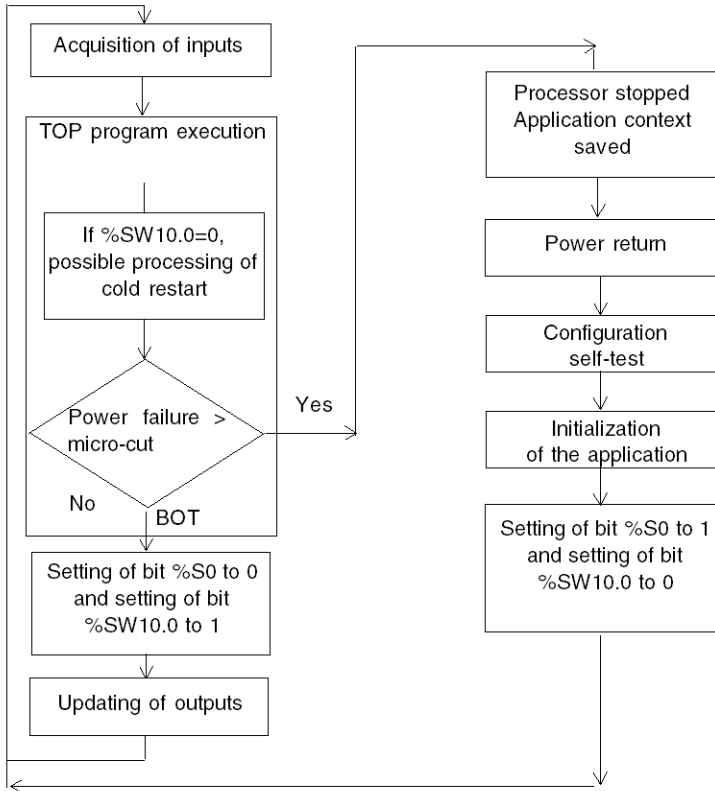 Acquisition of inputs
TOP program execution
If %SW10.0=0,
possible processing of
cold restart
Power failure >
micro-cut
Yes
No
BOT
Setting of bit %S0 to 0
and setting of bit
%SW10.0 to 1
Updating of outputs
Processor stopped
Application context
saved
Power return
Configuration
self-test
Initialization
of the application
Setting of bit %S0 to 1
and setting of bit
%SW10.0 to 0